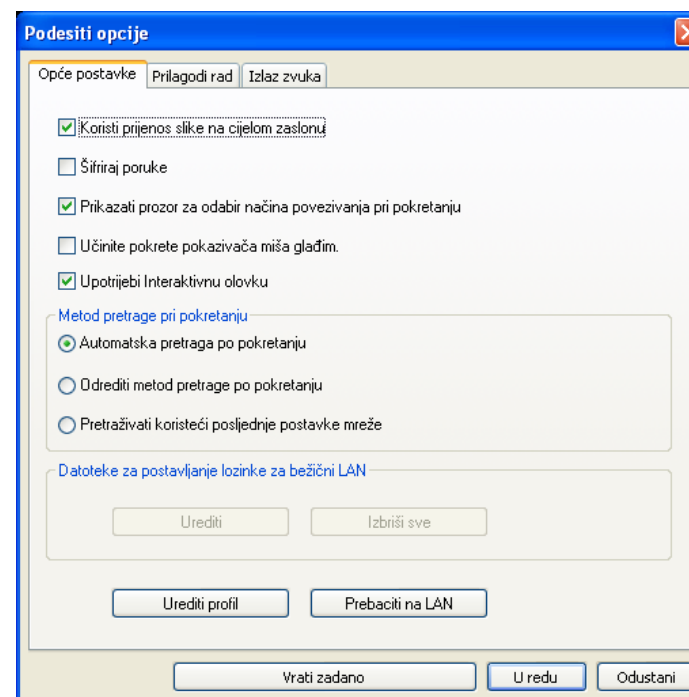 Podesiti opcije
Opće postavke
Prilagodi rad
Izlaz zvuka
Koristi prijenos slike na cijelom zaslonu
Šifriraj poruke
Prikazati prozor za odabir načina povezivanja pri pokretanju
Učinite pokrete pokazivača miša glađim.
Upotrijebi Interaktivnu olovku
Metod pretrage pri pokretanju
Automatska pretraga po pokretanju
Odrediti metod pretrage po pokretanju
Pretraživati koristeći posljednje postavke mreže
Datoteke za postavljanje lozinke za bežični LAN
Urediti
Izbriši sve
Urediti profil
Prebaciti na LAN
Vrati zadano
U redu
Odustani